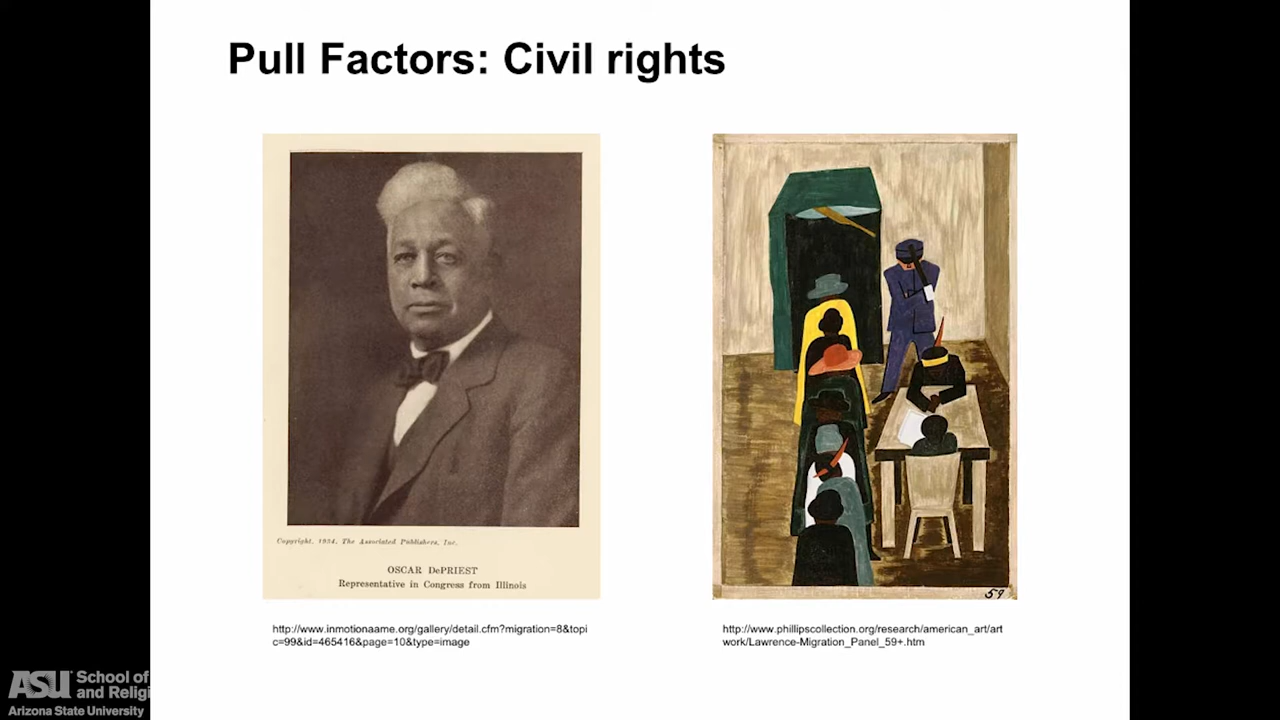 Pull Factors: Civil rights
Copyright, 1934, The Associated Publishers, Inc.
OSCAR DePRIEST
Representative in Congress from Illinois
http://www.inmotionaame.org/gallery/detail.cfm?migration=8&topi
c=99&id=465416&page=10&type=image
59
http://www.phillipscollection.org/research/american_art/art
work/Lawrence-Migration_Panel_59+.htm
ASU School of
and Religi
Arizona State University